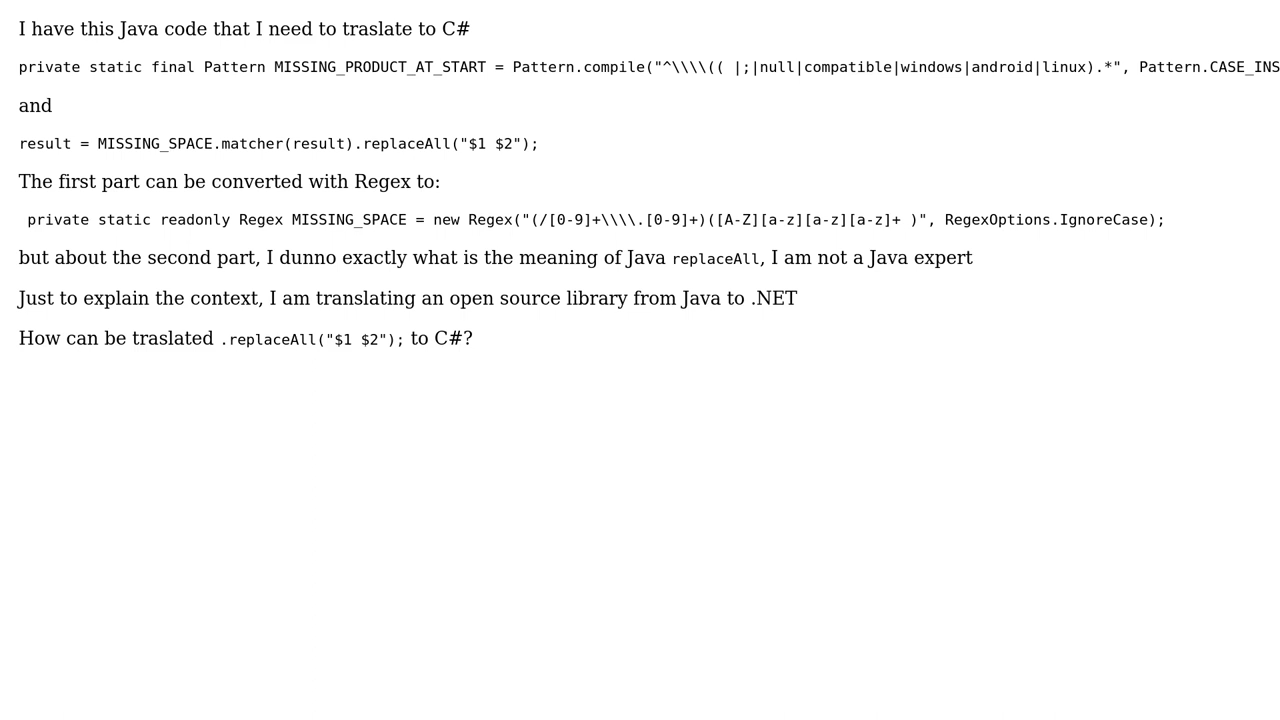 I have this Java code that I need to traslate to C#
private static final Pattern MISSING_PRODUCT_AT_START = Pattern.compile("^\\\\(( |;|null|compatible|windows|android|linux).*", Pattern.CASE_INS
and
result = MISSING_SPACE.matcher(result).replaceAll("$1 $2");
The first part can be converted with Regex to:
private static readonly Regex MISSING_SPACE = new Regex("(/[0-9]+\\\\.[0-9]+)([A-Z][a-z][a-z][a-z]+ )", RegexOptions.IgnoreCase);
but about the second part, I dunno exactly what is the meaning of Java replaceAll, I am not a Java expert
Just to explain the context, I am translating an open source library from Java to .NET
How can be traslated .replaceAll("$1 $2"); to C#?